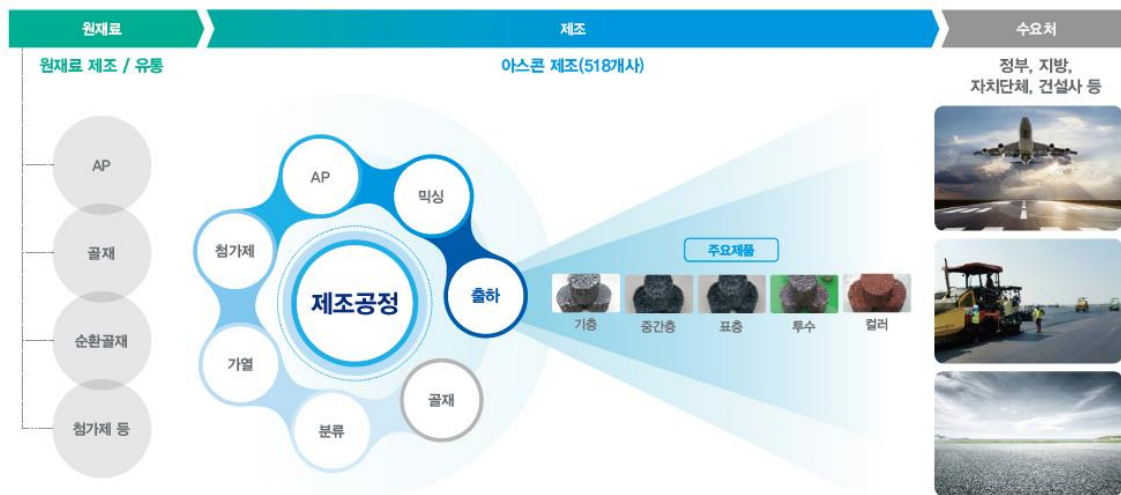 원재료
제조
수요처
원재료 제조 / 유통
아스콘 제조(518개사)
정부, 지방,
자치단체, 건설사 등
AP
골재
순환골재
첨가제 등
제조공정
골재
분류
가열
첨가제
AP
믹싱
출하
주요제품
기층
중간층
표층
투수
컬러